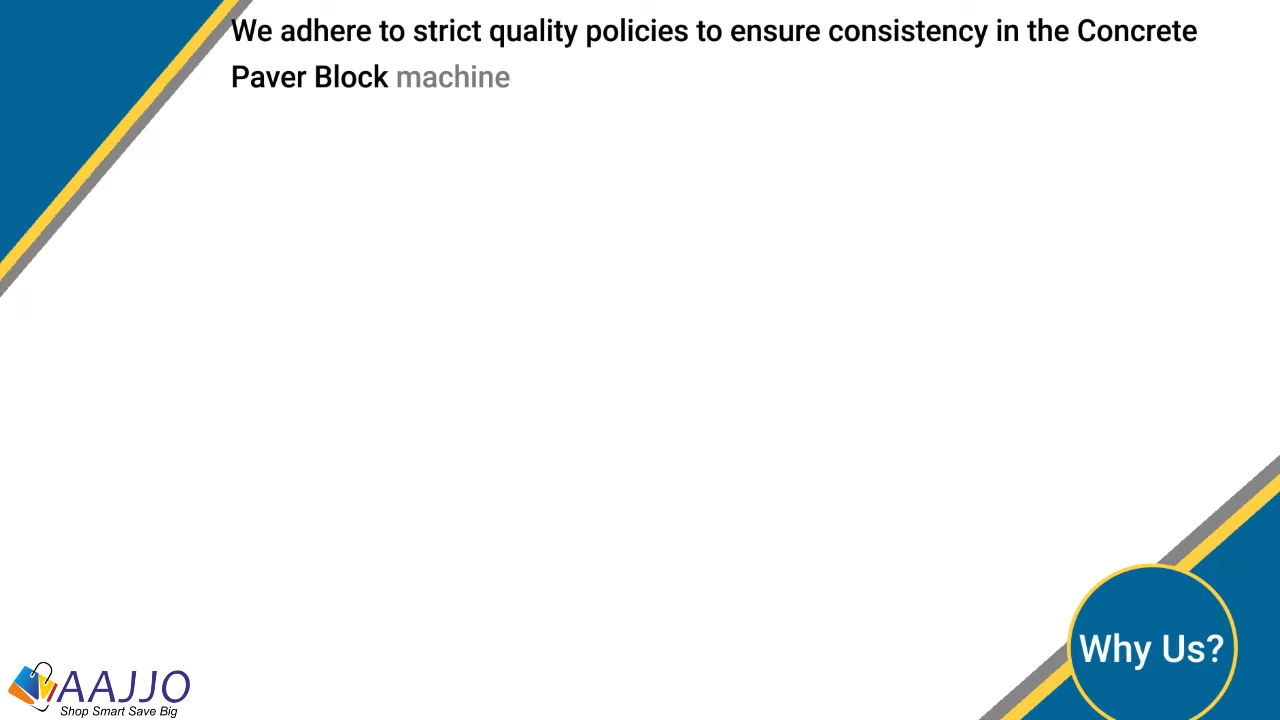 We adhere to strict quality policies to ensure consistency in the Concrete
Paver Block machine
Why Us?
AAJJO
Shop Smart Save Big